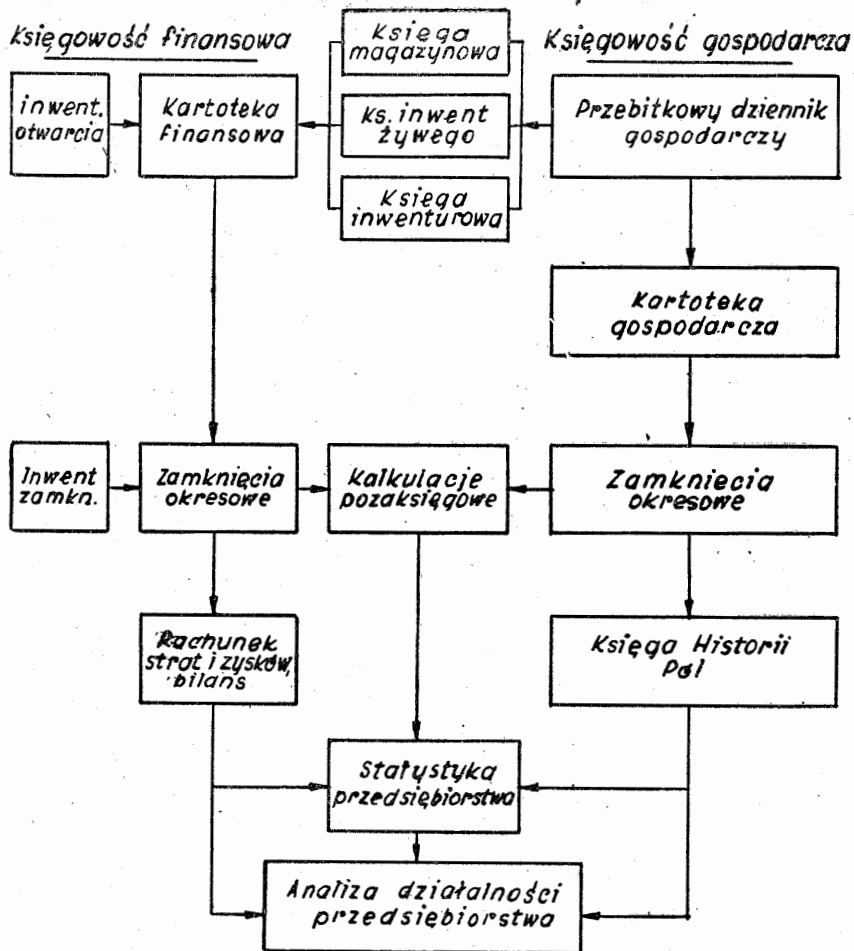 Księgowość finansowa
Księga
magazynowa
Księgowość gospodarcza
inwent.
otwarcia
Kartoteka
finansowa
Ks. inwent
żywego
Przebitkowy dziennik
gospodarczy
Księga
inwenturowa
Kartoteka
gospodarcza
Inwent
zamkn.
Zamknięcia
okresowe
Kalkulacje
pozaksięgowe
Zamkniecia
okresowe
Rachunek
strat i zysków,
bilans
Księga Historii
Pól
Statystyka
przedsiębiorstwa
Analiza działalności
przedsiębiorstwa